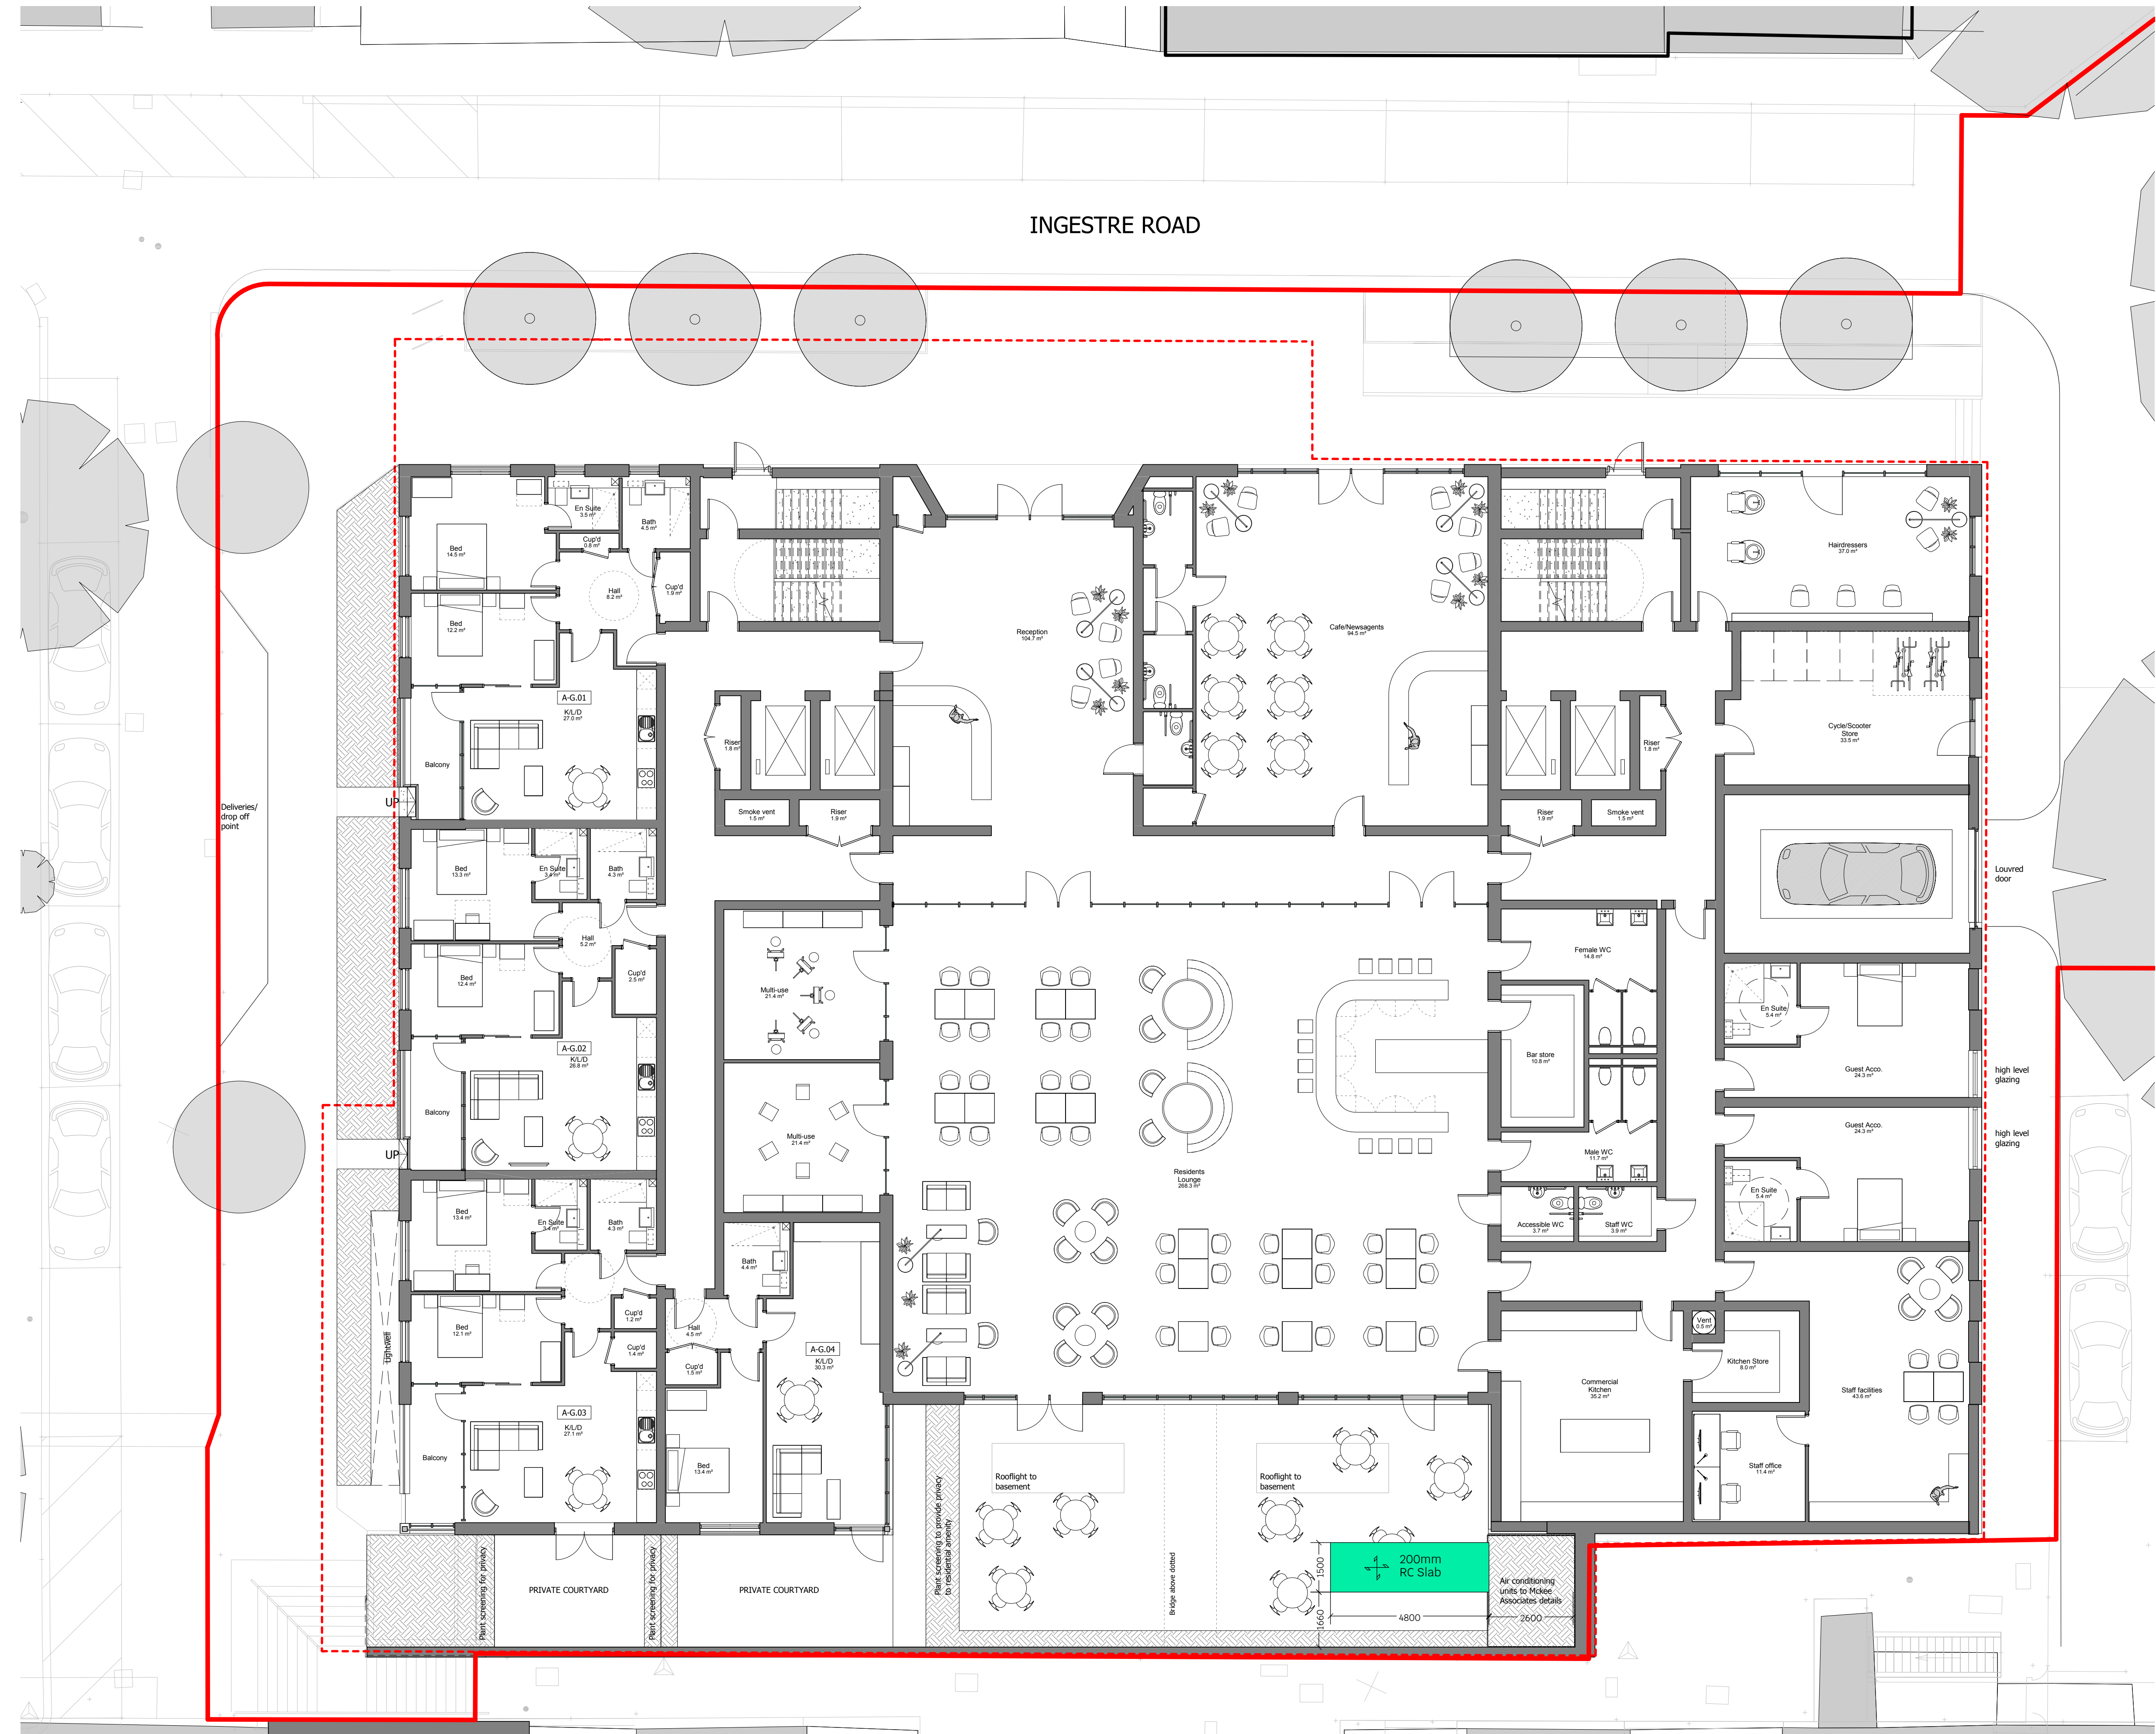 INGESTRE ROAD
En Suite
3.5 m²
Bath
4.5 m²
Bed
14.5 m²
Cup'd
0.8 m²
Hall
8.2 m²
Cup'd
1.9 m²
Bed
12.2 m²
A-G.01
K/L/D
27.0 m²
Balcony
UP
Deliveries/
drop off
point
Riser
1.8 m²
Smoke vent
1.5 m²
Riser
1.9 m²
Reception
104.7 m²
Cafe/Newsagents
94.5 m²
Hairdressers
37.0 m²
Cycle/Scooter
Store
33.5 m²
Riser
1.8 m²
Riser
1.9 m²
Smoke vent
1.5 m²
Louvred
door
Bed
13.3 m²
En Suite
3.4 m²
Bath
4.3 m²
Hall
5.2 m²
Cup'd
2.5 m²
Bed
12.4 m²
A-G.02
K/L/D
26.8 m²
Balcony
UP
Multi-use
21.4 m²
Multi-use
21.4 m²
Residents
Lounge
268.3 m²
Female WC
14.8 m²
Bar store
10.8 m²
Male WC
11.7 m²
Accessible WC
3.7 m²
Staff WC
3.9 m²
En Suite
5.4 m²
Guest Acco.
24.3 m²
high level
glazing
Guest Acco.
24.3 m²
high level
glazing
En Suite
5.4 m²
Bed
13.4 m²
En Suite
3.4 m²
Bath
4.3 m²
Bath
4.4 m²
Lightwell
Bed
12.1 m²
Cup'd
1.2 m²
Cup'd
1.4 m²
Hall
4.5 m²
Cup'd
1.5 m²
A-G.04
K/L/D
30.3 m²
A-G.03
K/L/D
27.1 m²
Balcony
Bed
13.4 m²
Vent
0.5 m²
Kitchen Store
8.0 m²
Commercial
Kitchen
35.2 m²
Staff facilities
43.6 m²
Staff office
11.4 m²
Rooflight to
basement
Rooflight to
basement
Plant screening to provide privacy
to residential amenity
Bridge above dotted
Plant screening for privacy
PRIVATE COURTYARD
Plant screening for privacy
PRIVATE COURTYARD
200mm
RC Slab
1500
1660
4800
2600
Air conditioning
units to Mckee
Associates details